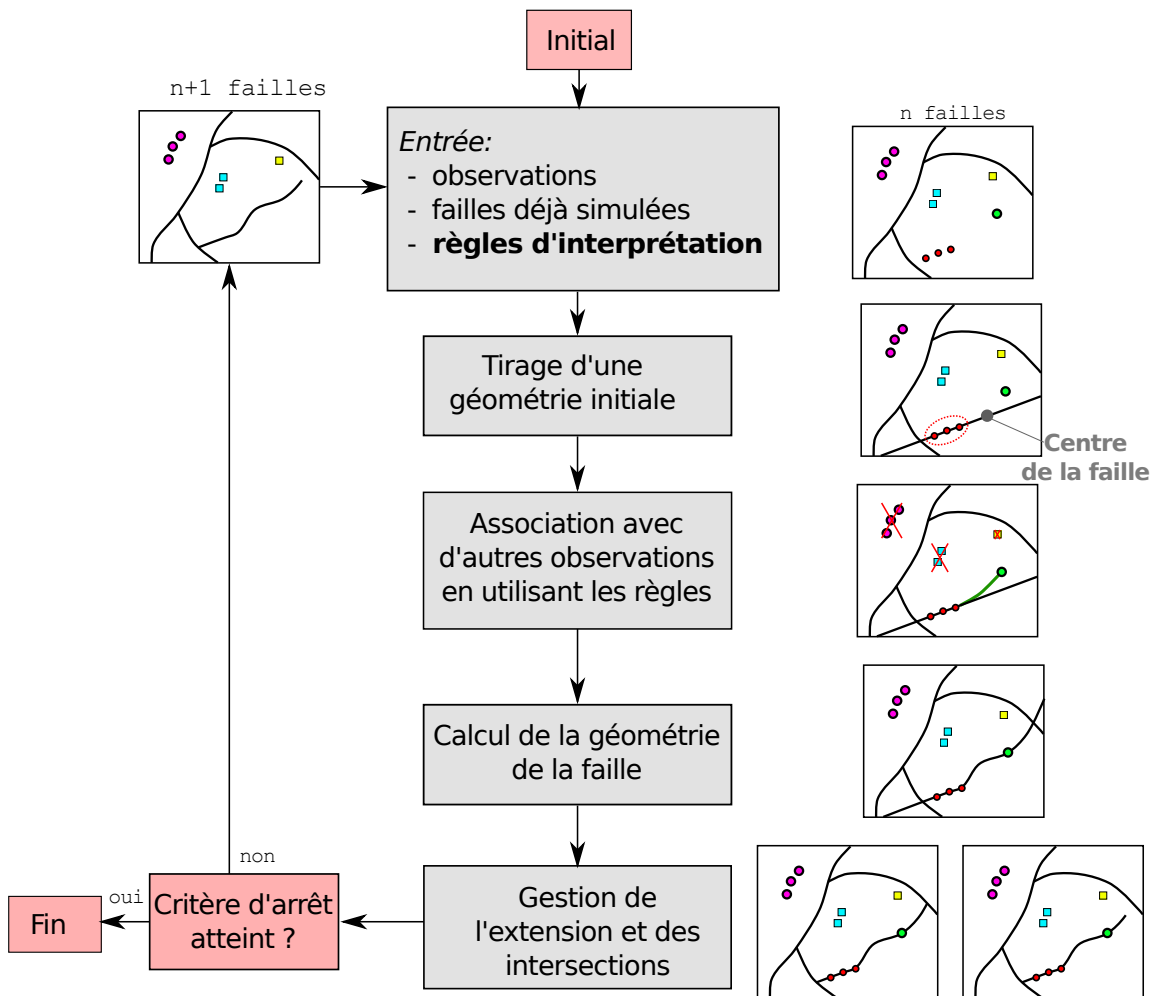 Initial
n+1 failles
n failles
Entrée:
- observations
- failles déjà simulées
- règles d'interprétation
Tirage d'une
géométrie initiale
Centre
de la faille
Association avec
d'autres observations
en utilisant les règles
Calcul de la géométrie
de la faille
non
oui
Fin
Critère d'arrêt
atteint ?
Gestion de
l'extension et des
intersections